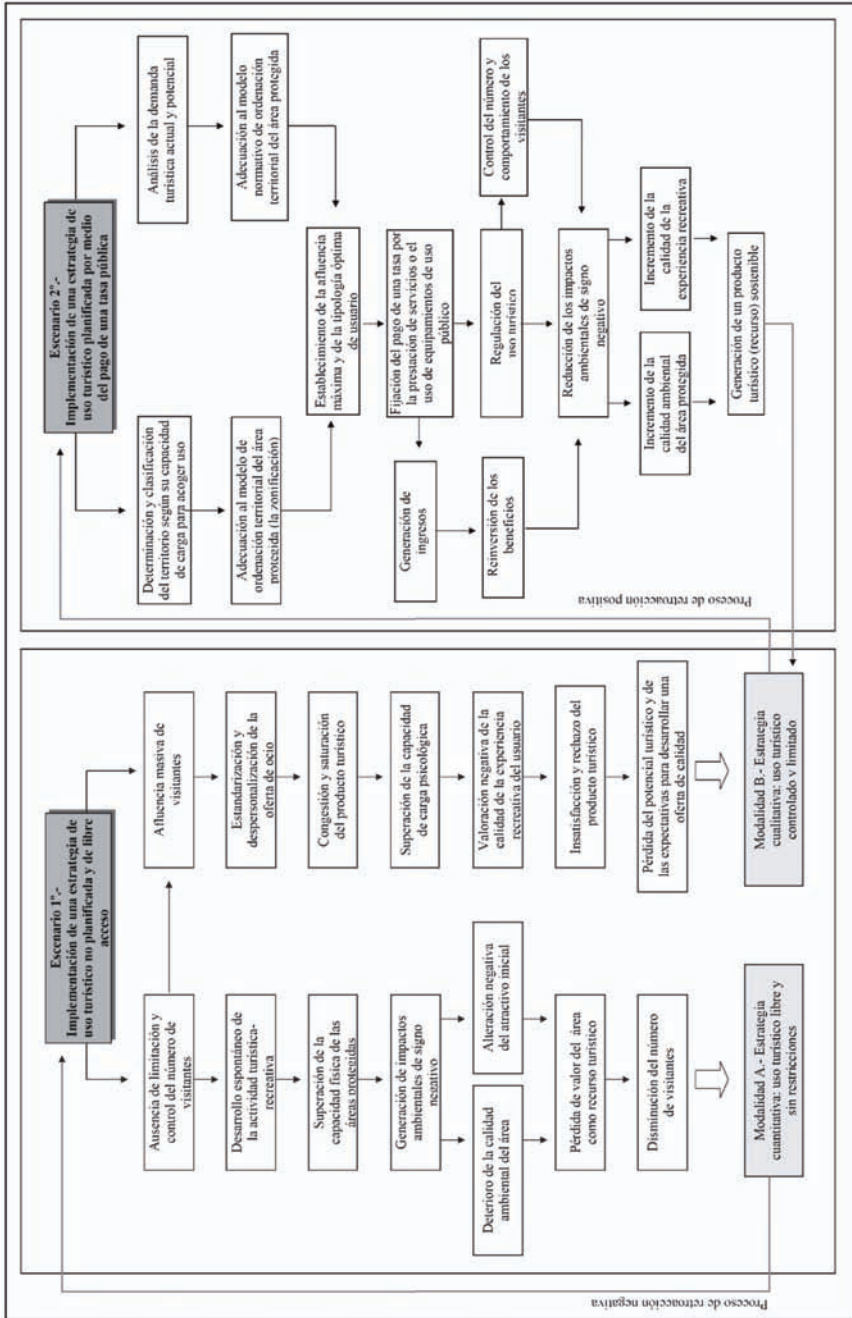 Escenario 1º.-
Implementación de una estrategia de
uso turístico no planificada y de libre
acceso
Ausencia de limitación y
control del número de
visitantes
Desarrollo espontáneo de
la actividad turística-
recreativa
Superación de la
capacidad física de las
áreas protegidas
Generación de impactos
ambientales de signo
negativo
Deterioro de la calidad
ambiental del área
Alteración negativa
del atractivo inicial
Pérdida de valor del área
como recurso turístico
Disminución del número
de visitantes
Modalidad A.- Estrategia
cuantitativa: uso turístico libre y
sin restricciones
Afluencia masiva de
visitantes
Estandarización y
despersonalización de la
oferta de ocio
Congestión y saturación
del producto turístico
Superación de la capacidad
de carga psicológica
Valoración negativa de la
calidad de la experiencia
recreativa del usuario
Insatisfacción y rechazo del
producto turístico
Pérdida del potencial turístico y de
las expectativas para desarrollar una
oferta de calidad
Modalidad B.- Estrategia
cualitativa: uso turístico
controlado y limitado
Proceso de retroacción negativa
Escenario 2º.-
Implementación de una estrategia de
uso turístico planificada por medio
del pago de una tasa pública
Determinación y clasificación
del territorio según su capacidad
de carga para acoger uso
Adecuación al modelo de
ordenación territorial del área
protegida (la zonificación)
Análisis de la demanda
turística actual y potencial
Adecuación al modelo
normativo de ordenación
territorial del área protegida
Establecimiento de la afluencia
máxima y de la tipología óptima
de usuario
Fijación del pago de una tasa por
la prestación de servicios o el
uso de equipamientos de uso
público
Generación de
ingresos
Reinversión de los
beneficios
Regulación del
uso turístico
Control del número y
comportamiento de los
visitantes
Reducción de los impactos
ambientales de signo
negativo
Incremento de la
calidad ambiental
del área protegida
Incremento de la
calidad de la
experiencia recreativa
Generación de un producto
turístico (recurso) sostenible
Proceso de retroacción positiva